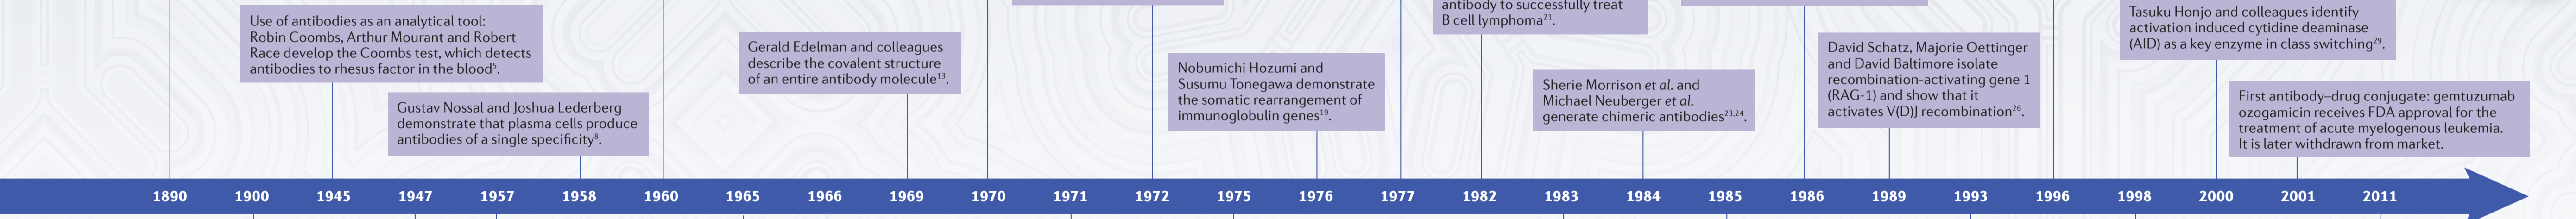 Use of antibodies as an analytical tool:
Robin Coombs, Arthur Mourant and Robert
Race develop the Coombs test, which detects
antibodies to rhesus factor in the blood⁵.
Gustav Nossal and Joshua Lederberg
demonstrate that plasma cells produce
antibodies of a single specificity⁸.
Gerald Edelman and colleagues
describe the covalent structure
of an entire antibody molecule¹³.
Nobumichi Hozumi and
Susumu Tonegawa demonstrate
the somatic rearrangement of
immunoglobulin genes¹⁹.
antibody to successfully treat
B cell lymphoma²¹.
Sherie Morrison et al. and
Michael Neuberger et al.
generate chimeric antibodies²³,²⁴.
David Schatz, Majorie Oettinger
and David Baltimore isolate
recombination-activating gene 1
(RAG-1) and show that it
activates V(D)J recombination²⁶.
Tasuku Honjo and colleagues identify
activation induced cytidine deaminase
(AID) as a key enzyme in class switching²⁹.
First antibody–drug conjugate: gemtuzumab
ozogamicin receives FDA approval for the
treatment of acute myelogenous leukemia.
It is later withdrawn from market.
1890 1900 1945 1947 1957 1958 1960 1965 1966 1969 1970 1971 1972 1975 1976 1977 1982 1983 1984 1985 1986 1989 1993 1996 1998 2000 2001 2011